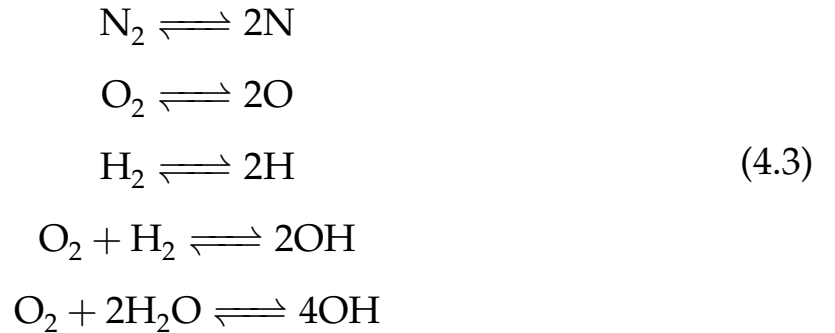 N₂ ⇌ 2N
O₂ ⇌ 2O
H₂ ⇌ 2H (4.3)
O₂ + H₂ ⇌ 2OH
O₂ + 2H₂O ⇌ 4OH